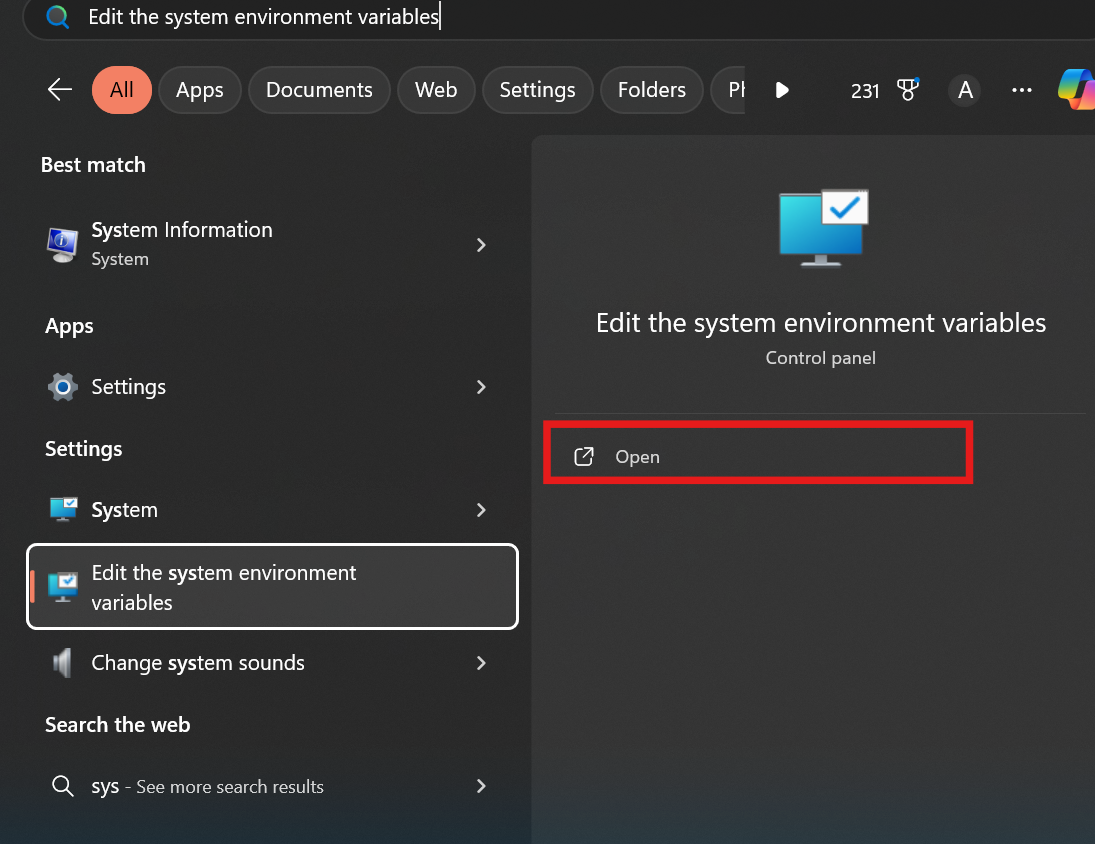 Edit the system environment variables
All
Apps
Documents
Web
Settings
Folders
231
A
Best match
System Information
System
Apps
Settings
Settings
System
Edit the system environment
variables
Change system sounds
Search the web
sys - See more search results
Edit the system environment variables
Control panel
Open